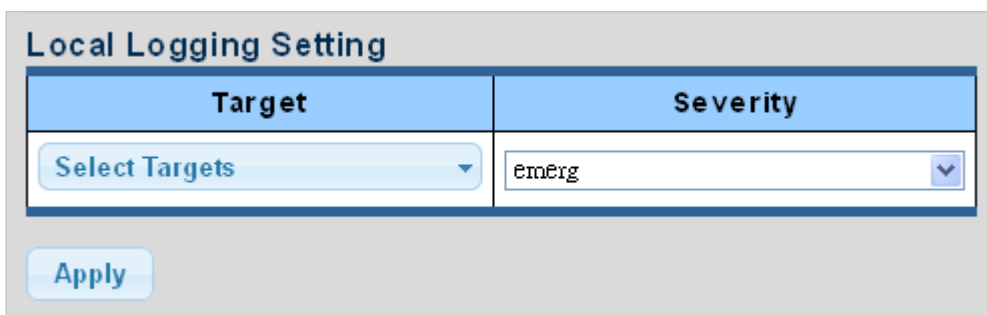 Local Logging Setting
Target Severity
Select Targets emerg
Apply